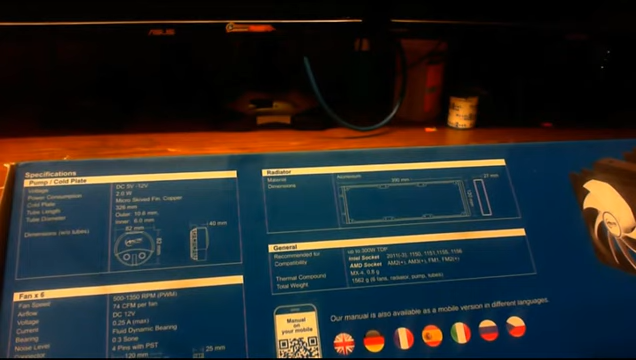 ASUS
Specifications
Pump / Cold Plate
Voltage DC 5V -12V
Power Consumption 2.0 W
Cold Plate Micro Skived Fin, Copper
Tube Length 326 mm
Tube Diameter Outer: 10.6 mm,
Inner: 6.0 mm
Dimensions (w/o tubes)
82 mm
40 mm
Fan x 6
Fan Speed 500-1350 RPM (PWM)
Airflow 74 CFM per fan
Voltage DC 12V
Current 0.25 A (max)
Bearing Fluid Dynamic Bearing
Noise Level 0.3 Sone
Connector 4 Pins with PST
120 mm
25 mm
Radiator
Material Aluminium
Dimensions
27 mm
General
Recommended for up to 300W TDP
Compatibility Intel Socket 2011(-3), 1150, 1151, 1155, 1156
AMD Socket AM2(+), AM3(+), FM1, FM2(+)
Thermal Compound MX-4, 0.8 g
Total Weight 1562 g (6 fans, radiator, pump, tubes)
Manual
on your
mobile
Our manual is also available as a mobile version in different languages.